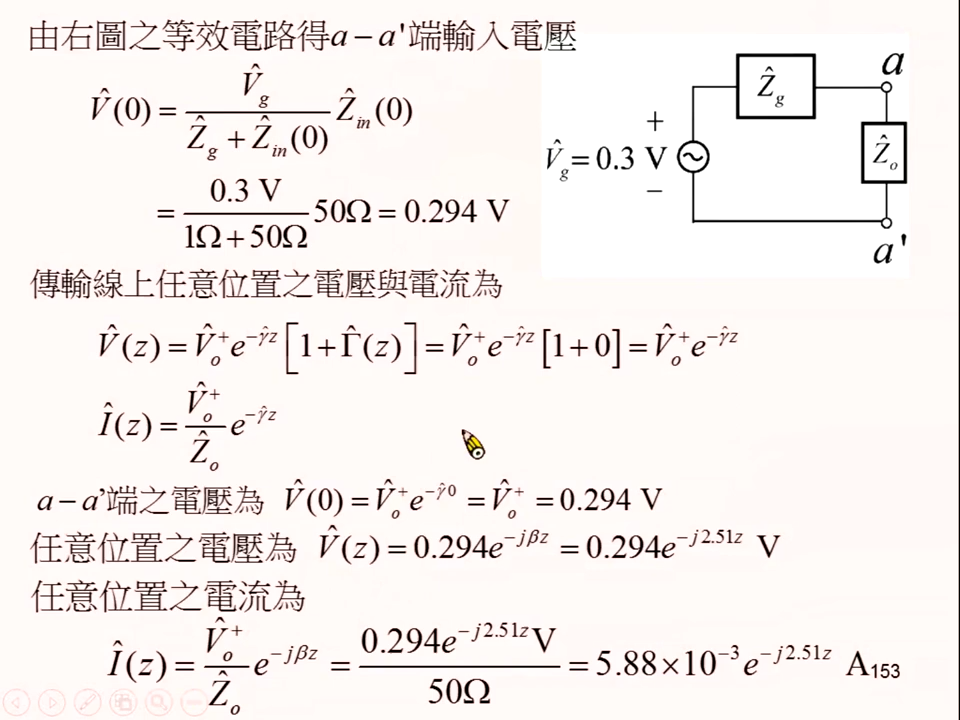 由右圖之等效電路得a − a'端輸入電壓
V̂(0) = V̂g / (Ẑg + Ẑin(0)) Ẑin(0)
= 0.3 V / (1Ω + 50Ω) 50Ω = 0.294 V
Ẑg
a
+
V̂g = 0.3 V
−
Ẑo
a'
傳輸線上任意位置之電壓與電流為
V̂(z) = V̂o⁺e^(−γ̂z) [1 + Γ̂(z)] = V̂o⁺e^(−γ̂z) [1 + 0] = V̂o⁺e^(−γ̂z)
Î(z) = V̂o⁺ / Ẑo e^(−γ̂z)
a − a’端之電壓為 V̂(0) = V̂o⁺e^(−γ̂0) = V̂o⁺ = 0.294 V
任意位置之電壓為 V̂(z) = 0.294e^(−jβz) = 0.294e^(−j2.51z) V
任意位置之電流為
Î(z) = V̂o⁺ / Ẑo e^(−jβz) = 0.294e^(−j2.51z) V / 50Ω = 5.88×10⁻³ e^(−j2.51z) A
153